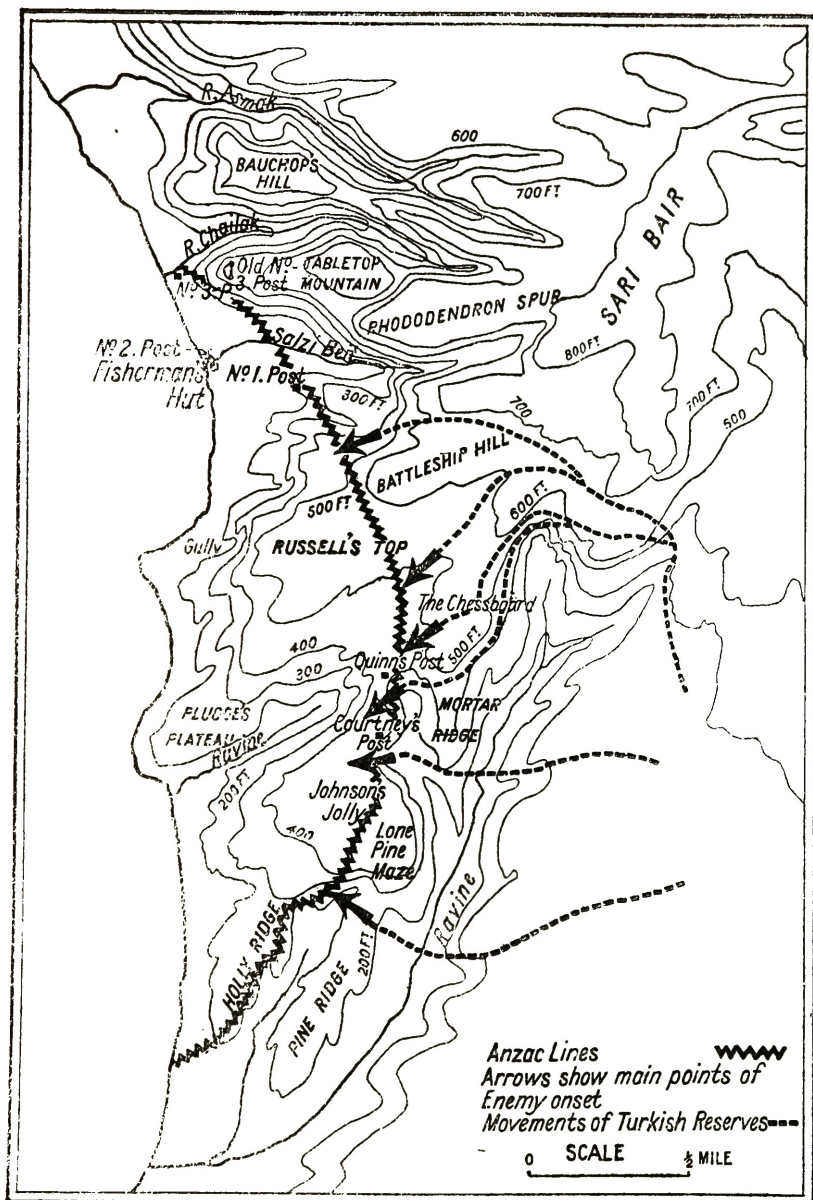 R. Asmak
600
BAUCHOP'S
HILL
700 FT
SARI BAIR
R. Chailak
Old No.
3 Post
TABLETOP
MOUNTAIN
No. 3. P.
RHODODENDRON SPUR
No. 2. Post
Fisherman's
Hut
Salzi Beit
No. 1. Post
800 FT
300 FT
700
700 FT
500
BATTLESHIP HILL
500 FT
600 FT
Gully
RUSSELL'S TOP
The Chessboard
400
300
Quinns Post
500 FT
PLUGGES
PLATEAU
Ravine
MORTAR
RIDGE
Courtney's
Post
200 FT
Johnsons
Jolly
400
Lone
Pine
Maze
Ravine
HOLLY RIDGE
200 FT
PINE RIDGE
Anzac Lines
Arrows show main points of
Enemy onset
Movements of Turkish Reserves
0 SCALE ½ MILE